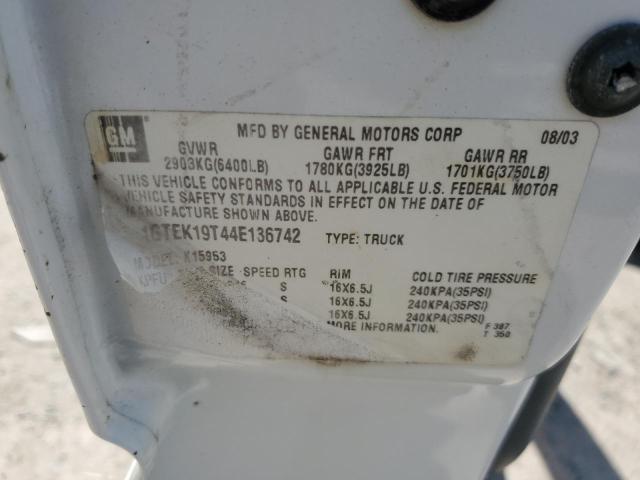 GM
MFD BY GENERAL MOTORS CORP 08/03
GVWR GAWR FRT GAWR RR
2903KG(6400LB) 1780KG(3925LB) 1701KG(3750LB)
THIS VEHICLE CONFORMS TO ALL APPLICABLE U.S. FEDERAL MOTOR
VEHICLE SAFETY STANDARDS IN EFFECT ON THE DATE OF
MANUFACTURE SHOWN ABOVE.
1GTEK19T44E136742 TYPE: TRUCK
MODEL: K15953
SIZE SPEED RTG RIM COLD TIRE PRESSURE
S 16X6.5J 240KPA(35PSI)
S 16X6.5J 240KPA(35PSI)
16X6.5J 240KPA(35PSI)
MORE INFORMATION. F 387
T 350